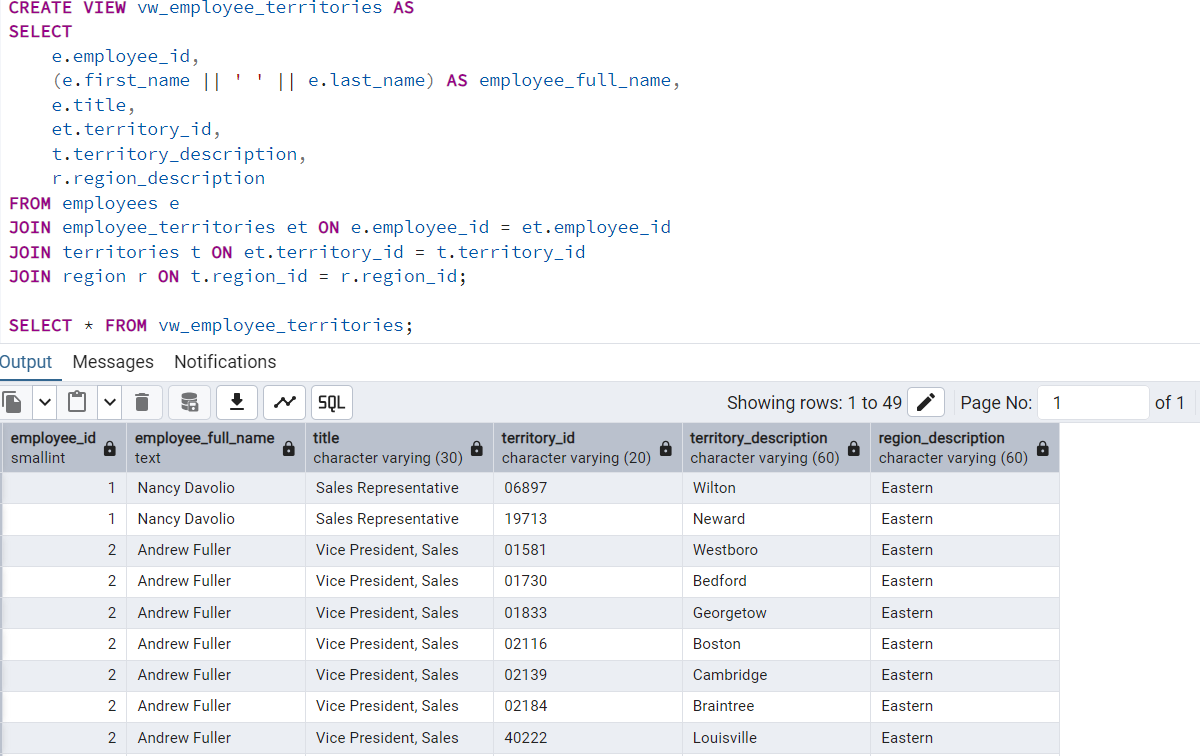 CREATE VIEW vw_employee_territories AS
SELECT
    e.employee_id,
    (e.first_name || ' ' || e.last_name) AS employee_full_name,
    e.title,
    et.territory_id,
    t.territory_description,
    r.region_description
FROM employees e
JOIN employee_territories et ON e.employee_id = et.employee_id
JOIN territories t ON et.territory_id = t.territory_id
JOIN region r ON t.region_id = r.region_id;
SELECT * FROM vw_employee_territories;
Output Messages Notifications
SQL Showing rows: 1 to 49 Page No: 1 of 1
employee_id employee_full_name title territory_id territory_description region_description
smallint text character varying (30) character varying (20) character varying (60) character varying (60)
1 Nancy Davolio Sales Representative 06897 Wilton Eastern
1 Nancy Davolio Sales Representative 19713 Neward Eastern
2 Andrew Fuller Vice President, Sales 01581 Westboro Eastern
2 Andrew Fuller Vice President, Sales 01730 Bedford Eastern
2 Andrew Fuller Vice President, Sales 01833 Georgetow Eastern
2 Andrew Fuller Vice President, Sales 02116 Boston Eastern
2 Andrew Fuller Vice President, Sales 02139 Cambridge Eastern
2 Andrew Fuller Vice President, Sales 02184 Braintree Eastern
2 Andrew Fuller Vice President, Sales 40222 Louisville Eastern